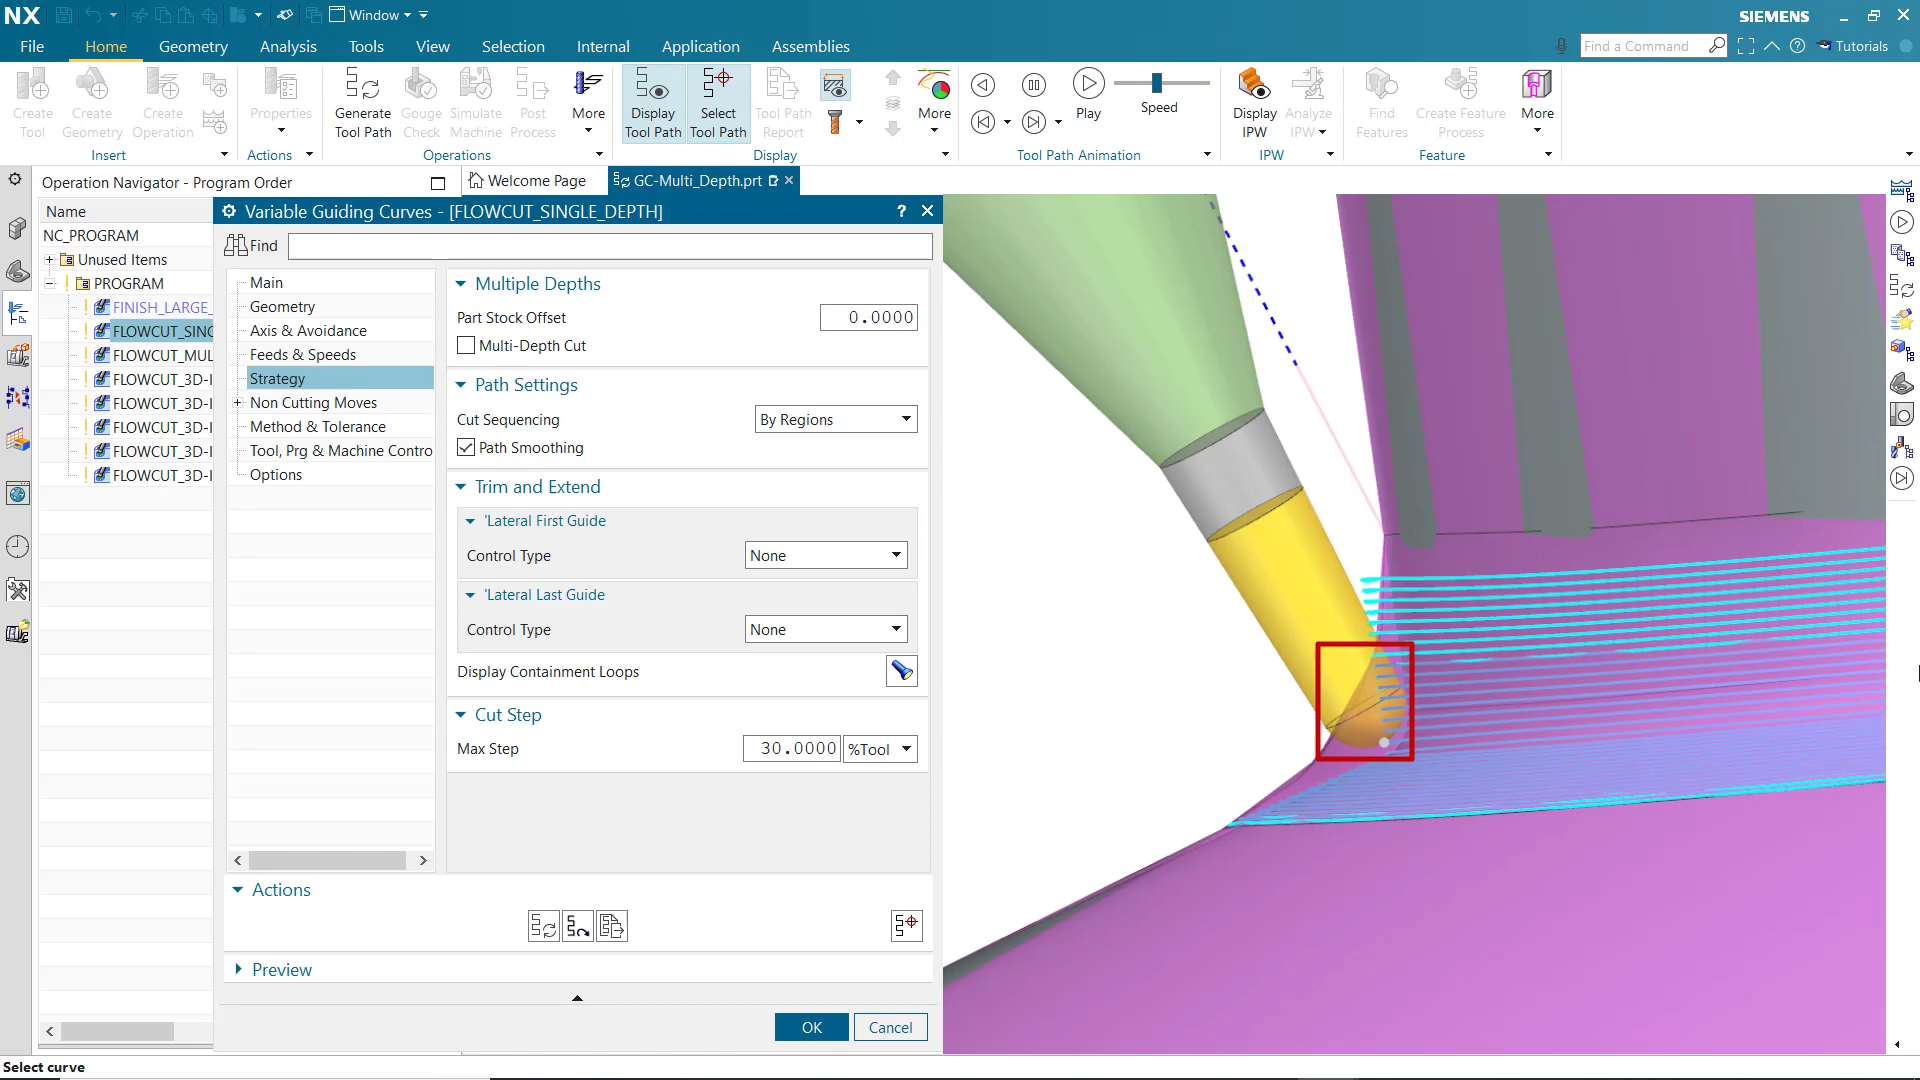 NX
Window
SIEMENS
File
Home
Geometry
Analysis
Tools
View
Selection
Internal
Application
Assemblies
Find a Command
Tutorials
Create Tool
Create Geometry
Create Operation
Properties
Generate Tool Path
Gouge Check
Simulate Machine
Post Process
More
Display Tool Path
Select Tool Path
Tool Path Report
More
Play
Speed
Display IPW
Analyze IPW
Find Features
Create Feature Process
More
Insert
Actions
Operations
Display
Tool Path Animation
IPW
Feature
Operation Navigator - Program Order
Welcome Page
GC-Multi_Depth.prt
Name
NC_PROGRAM
Unused Items
PROGRAM
FINISH_LARGE_
FLOWCUT_SING
FLOWCUT_MUL
FLOWCUT_3D-I
FLOWCUT_3D-I
FLOWCUT_3D-I
FLOWCUT_3D-I
FLOWCUT_3D-I
Variable Guiding Curves - [FLOWCUT_SINGLE_DEPTH]
?
Find
Main
Geometry
Axis & Avoidance
Feeds & Speeds
Strategy
Non Cutting Moves
Method & Tolerance
Tool, Prg & Machine Contro
Options
Multiple Depths
Part Stock Offset
0.0000
Multi-Depth Cut
Path Settings
Cut Sequencing
By Regions
Path Smoothing
Trim and Extend
'Lateral First Guide
Control Type
None
'Lateral Last Guide
Control Type
None
Display Containment Loops
Cut Step
Max Step
30.0000
%Tool
Actions
Preview
OK
Cancel
Select curve